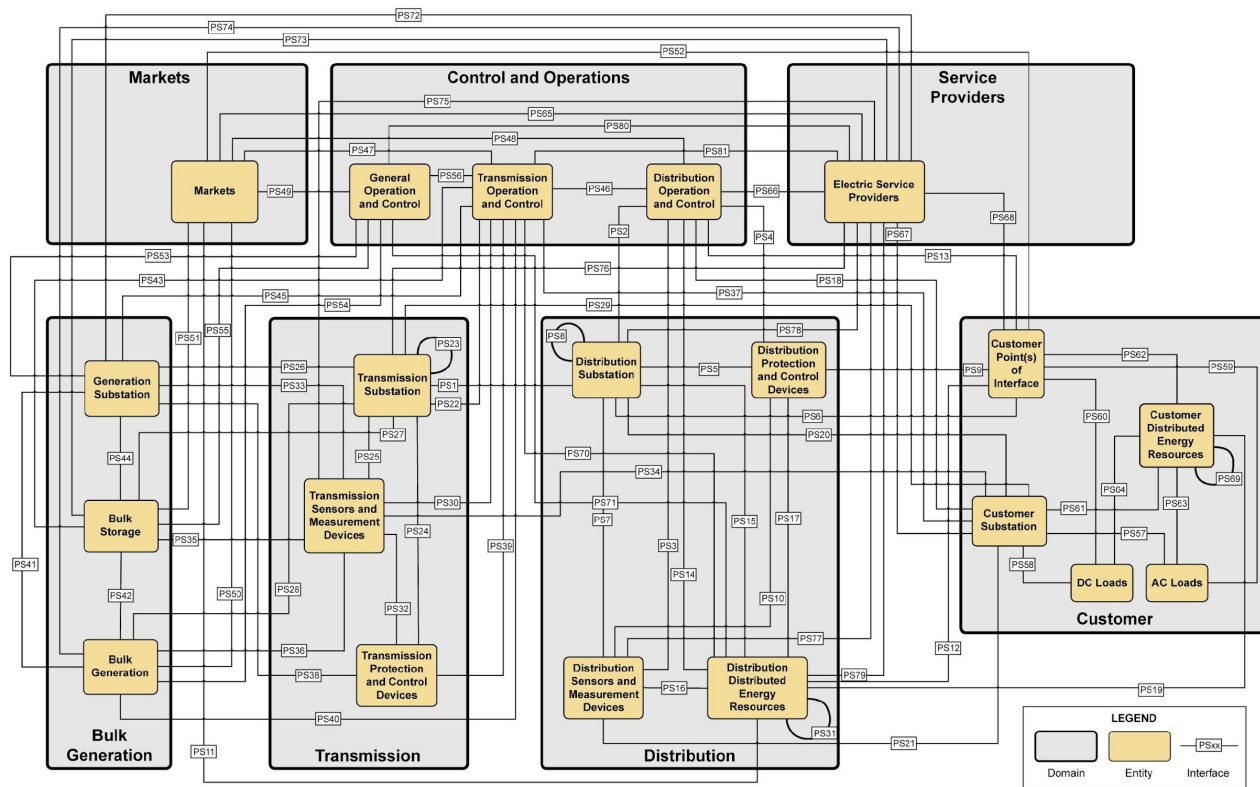 PS72
PS74
PS73
PS52
Markets
Control and Operations
Service
Providers
PS75
PS65
PS80
PS48
PS47
PS81
PS56
Markets
PS49
General
Operation
and Control
Transmission
Operation
and Control
PS46
Distribution
Operation
and Control
PS66
Electric Service
Providers
PS68
PS2
PS4
PS67
PS53
PS43
PS45
PS54
PS76
PS29
PS18
PS37
PS13
PS51
PS55
PS8
PS78
PS23
PS26
PS33
Generation
Substation
Transmission
Substation
PS1
PS22
Distribution
Substation
PS5
Distribution
Protection
and Control
Devices
PS9
Customer
Point(s)
of
Interface
PS62
PS59
PS6
PS60
Customer
Distributed
Energy
Resources
PS20
PS27
PS44
PS25
PS70
PS34
PS69
PS64
PS63
Bulk
Storage
Transmission
Sensors and
Measurement
Devices
PS30
PS71
PS7
PS15
PS17
Customer
Substation
PS61
PS57
PS35
PS24
PS39
PS3
PS41
PS58
PS14
DC Loads
AC Loads
PS42
PS28
PS50
PS32
PS10
Customer
PS77
PS36
PS12
Bulk
Generation
PS38
Transmission
Protection
and Control
Devices
Distribution
Sensors and
Measurement
Devices
PS16
Distribution
Distributed
Energy
Resources
PS79
PS19
PS40
PS31
PS21
PS11
Bulk
Generation
Transmission
Distribution
LEGEND
PSxx
Domain
Entity
Interface